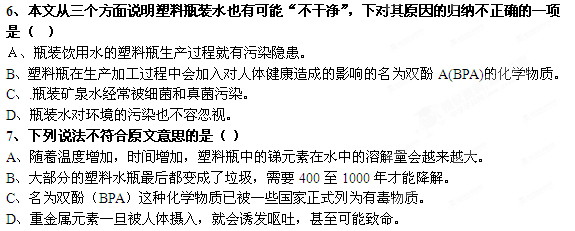 6、本文从三个方面说明塑料瓶装水也有可能“不干净”，下对其原因的归纳不正确的一项
是（ ）
A、瓶装饮用水的塑料瓶生产过程就有污染隐患。
B、塑料瓶在生产加工过程中会加入对人体健康造成的影响的名为双酚 A(BPA)的化学物质。
C、瓶装矿泉水经常被细菌和真菌污染。
D、瓶装水对环境的污染也不容忽视。
7、下列说法不符合原文意思的是（ ）
A、随着温度增加，时间增加，塑料瓶中的锑元素在水中的溶解量会越来越大。
B、大部分的塑料水瓶最后都变成了垃圾，需要 400 至 1000 年才能降解。
C、名为双酚（BPA）这种化学物质已被一些国家正式列为有毒物质。
D、重金属元素一旦被人体摄入，就会诱发呕吐，甚至可能致命。